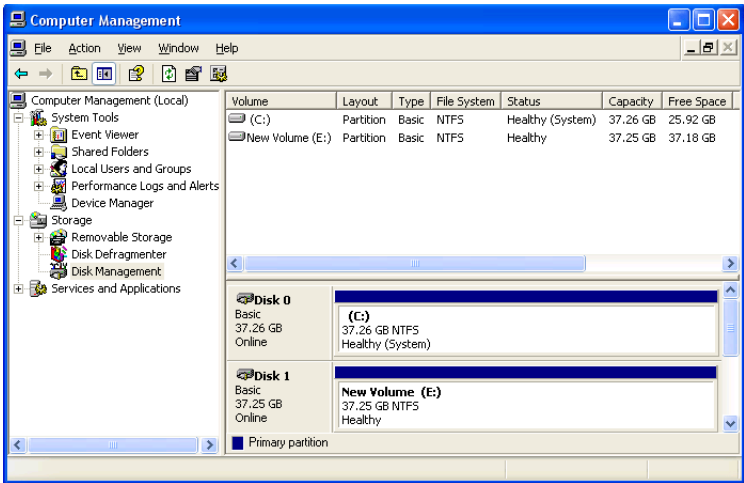 Computer Management
File Action View Window Help
Computer Management (Local)
System Tools
Event Viewer
Shared Folders
Local Users and Groups
Performance Logs and Alerts
Device Manager
Storage
Removable Storage
Disk Defragmenter
Disk Management
Services and Applications
Volume Layout Type File System Status Capacity Free Space
(C:) Partition Basic NTFS Healthy (System) 37.26 GB 25.92 GB
New Volume (E:) Partition Basic NTFS Healthy 37.25 GB 37.18 GB
Disk 0
Basic
37.26 GB
Online
(C:)
37.26 GB NTFS
Healthy (System)
Disk 1
Basic
37.25 GB
Online
New Volume (E:)
37.25 GB NTFS
Healthy
Primary partition